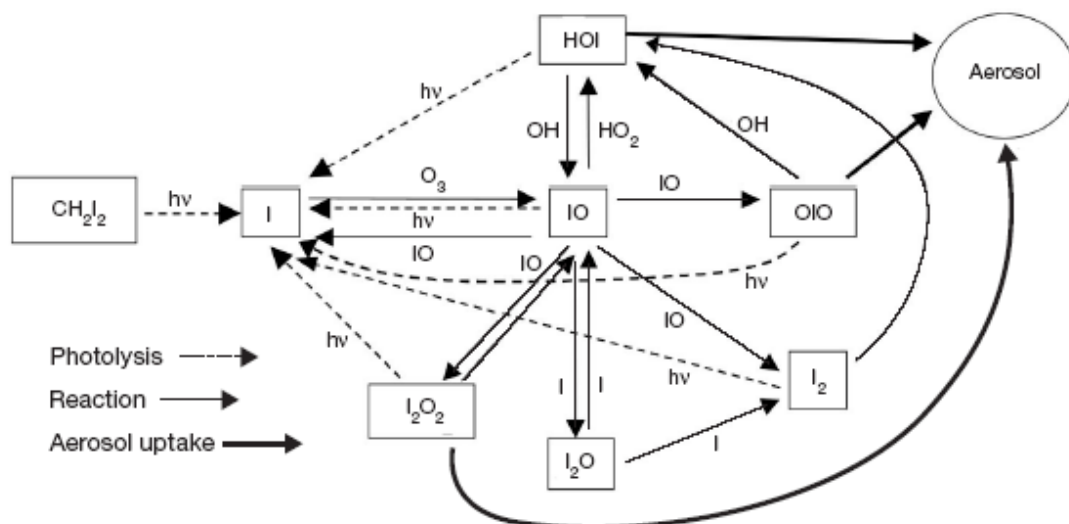 HOI
Aerosol
hν
OH
HO₂
OH
CH₂I₂
hν
I
O₃
hν
IO
IO
IO
OIO
IO
hν
IO
hν
hν
I₂
I₂O₂
I
I
I₂O
I
Photolysis
Reaction
Aerosol uptake